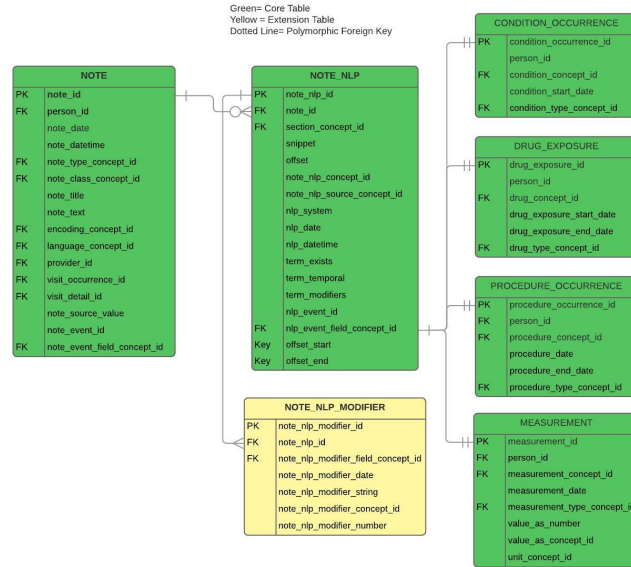 Green= Core Table
Yellow = Extension Table
Dotted Line= Polymorphic Foreign Key
NOTE
PK note_id
FK person_id
note_date
note_datetime
FK note_type_concept_id
FK note_class_concept_id
note_title
note_text
FK encoding_concept_id
FK language_concept_id
FK provider_id
FK visit_occurrence_id
FK visit_detail_id
note_source_value
note_event_id
FK note_event_field_concept_id
NOTE_NLP
PK note_nlp_id
FK note_id
FK section_concept_id
snippet
offset
note_nlp_concept_id
note_nlp_source_concept_id
nlp_system
nlp_date
nlp_datetime
term_exists
term_temporal
term_modifiers
nlp_event_id
FK nlp_event_field_concept_id
Key offset_start
Key offset_end
NOTE_NLP_MODIFIER
PK note_nlp_modifier_id
FK note_nlp_id
FK note_nlp_modifier_field_concept_id
note_nlp_modifier_date
note_nlp_modifier_string
note_nlp_modifier_concept_id
note_nlp_modifier_number
CONDITION_OCCURRENCE
PK condition_occurrence_id
person_id
FK condition_concept_id
condition_start_date
FK condition_type_concept_id
DRUG_EXPOSURE
PK drug_exposure_id
person_id
FK drug_concept_id
drug_exposure_start_date
drug_exposure_end_date
FK drug_type_concept_id
PROCEDURE_OCCURRENCE
PK procedure_occurrence_id
FK person_id
FK procedure_concept_id
procedure_date
procedure_end_date
FK procedure_type_concept_id
MEASUREMENT
PK measurement_id
FK person_id
FK measurement_concept_id
measurement_date
FK measurement_type_concept_id
value_as_number
value_as_concept_id
unit_concept_id